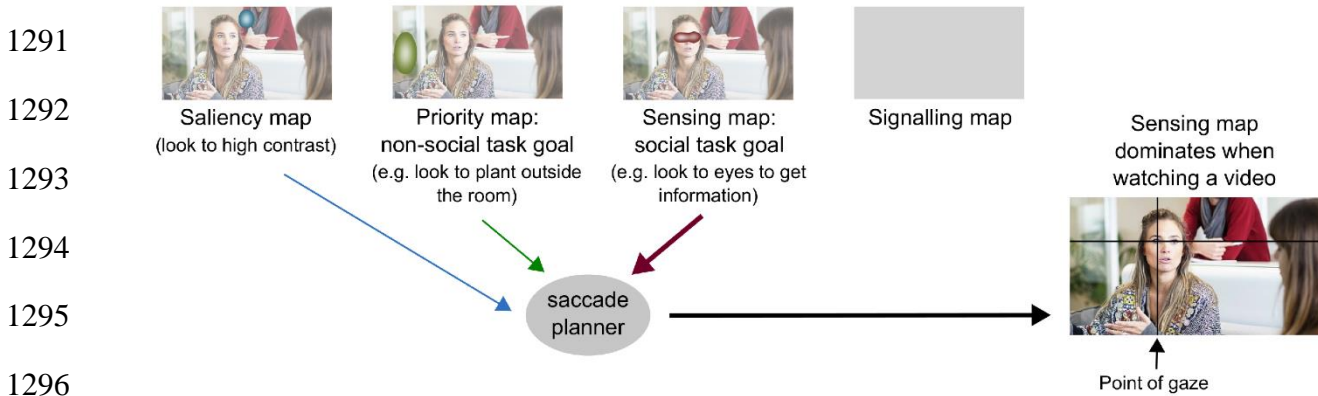 1291
1292
1293
1294
1295
1296
Saliency map
(look to high contrast)
Priority map:
non-social task goal
(e.g. look to plant outside
the room)
Sensing map:
social task goal
(e.g. look to eyes to get
information)
Signalling map
saccade
planner
Sensing map
dominates when
watching a video
Point of gaze